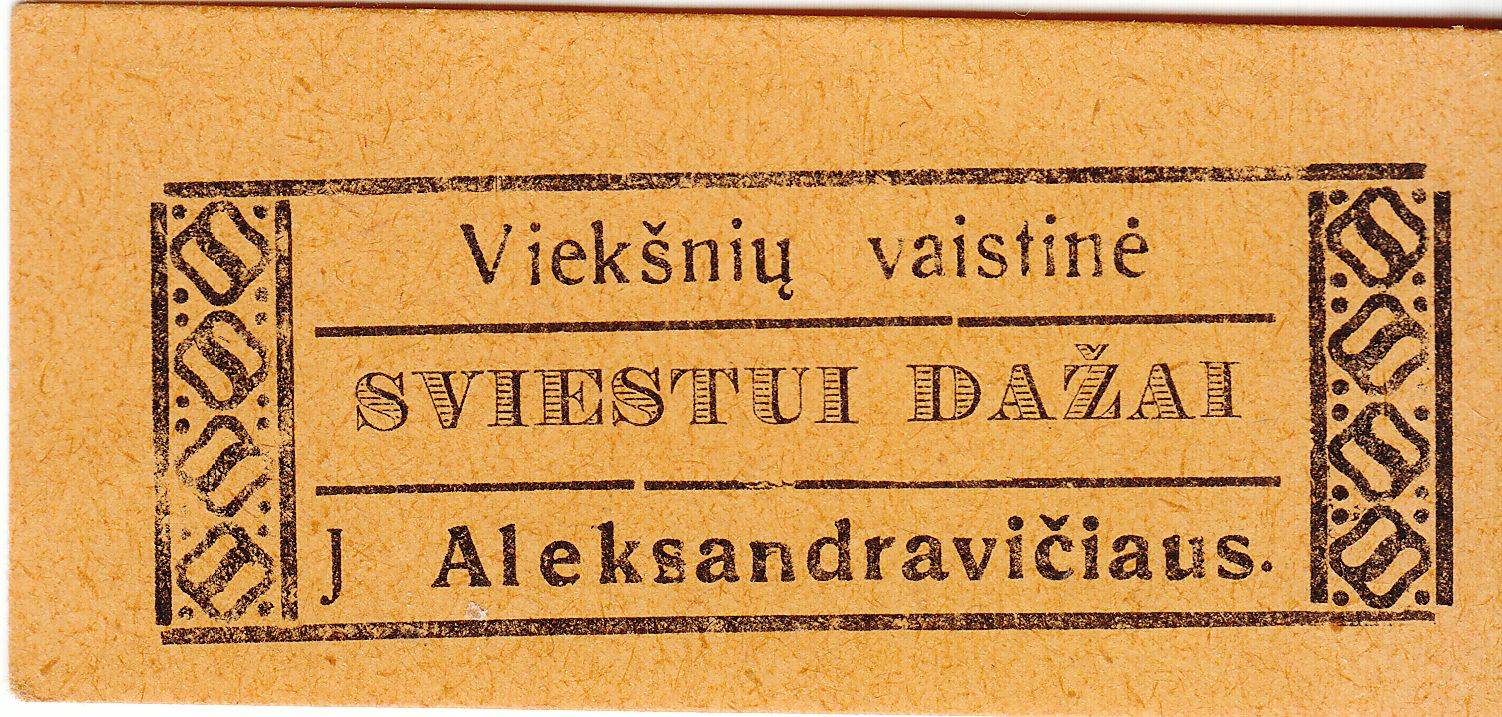 Viekšnių vaistinė
SVIESTUI DAŽAI
J Aleksandravičiaus.